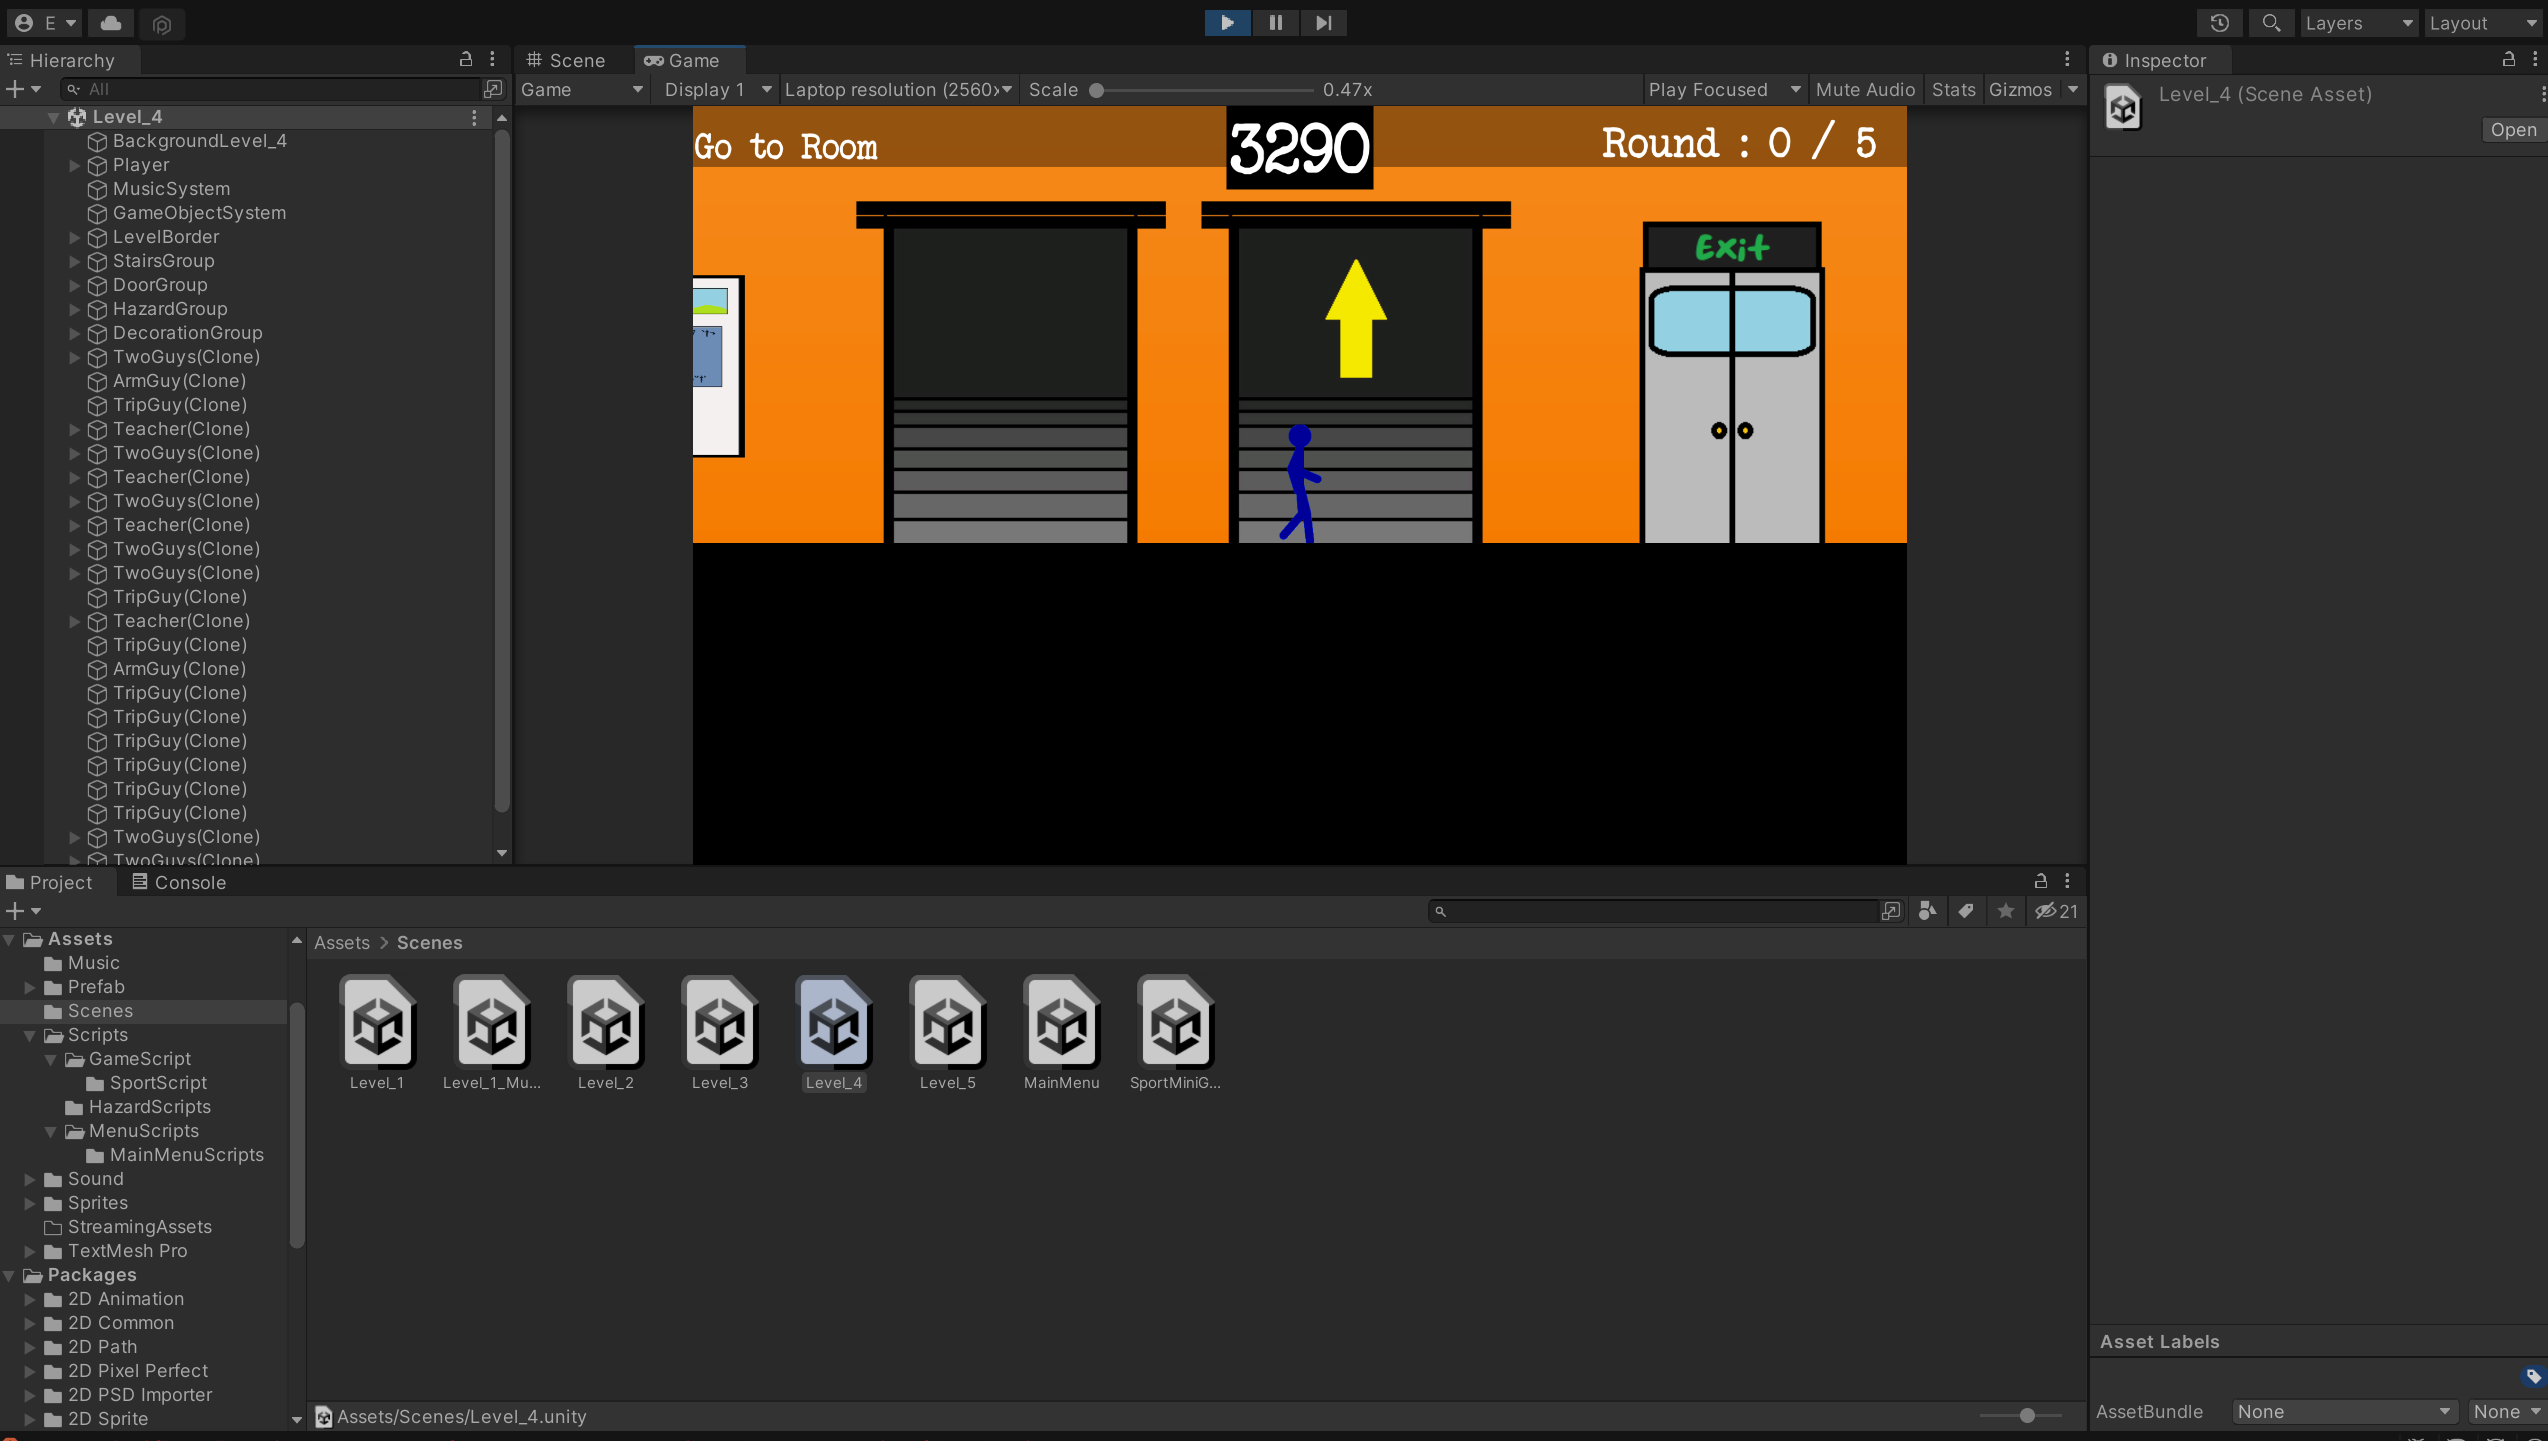 E
Layers
Layout
Hierarchy
All
Level_4
BackgroundLevel_4
Player
MusicSystem
GameObjectSystem
LevelBorder
StairsGroup
DoorGroup
HazardGroup
DecorationGroup
TwoGuys(Clone)
ArmGuy(Clone)
TripGuy(Clone)
Teacher(Clone)
TwoGuys(Clone)
Teacher(Clone)
TwoGuys(Clone)
Teacher(Clone)
TwoGuys(Clone)
TwoGuys(Clone)
TripGuy(Clone)
Teacher(Clone)
TripGuy(Clone)
ArmGuy(Clone)
TripGuy(Clone)
TripGuy(Clone)
TripGuy(Clone)
TripGuy(Clone)
TripGuy(Clone)
TripGuy(Clone)
TwoGuys(Clone)
TwoGuys(Clone)
Scene Game
Game Display 1 Laptop resolution (2560x Scale 0.47x Play Focused Mute Audio Stats Gizmos
Go to Room 3290 Round : 0 / 5
Exit
Inspector
Level_4 (Scene Asset)
Open
Project Console
21
Assets
Music
Prefab
Scenes
Scripts
GameScript
SportScript
HazardScripts
MenuScripts
MainMenuScripts
Sound
Sprites
StreamingAssets
TextMesh Pro
Packages
2D Animation
2D Common
2D Path
2D Pixel Perfect
2D PSD Importer
2D Sprite
Assets > Scenes
Level_1 Level_1_Mu... Level_2 Level_3 Level_4 Level_5 MainMenu SportMiniG...
Assets/Scenes/Level_4.unity
Asset Labels
AssetBundle None None